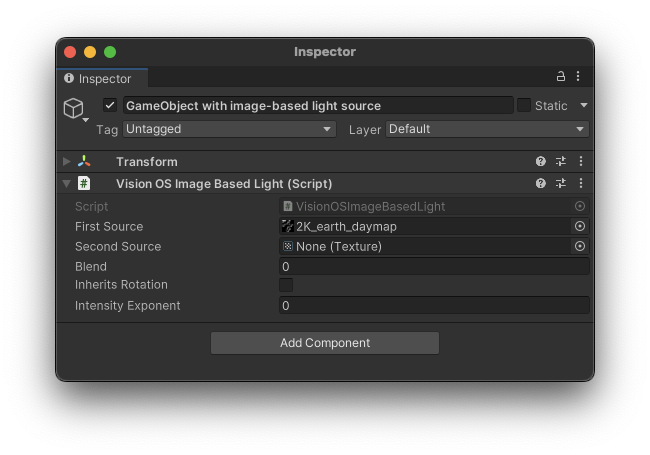 Inspector
Inspector
GameObject with image-based light source
Static
Tag Untagged Layer Default
Transform
# Vision OS Image Based Light (Script)
Script # VisionOSImageBasedLight
First Source 2K_earth_daymap
Second Source None (Texture)
Blend 0
Inherits Rotation
Intensity Exponent 0
Add Component